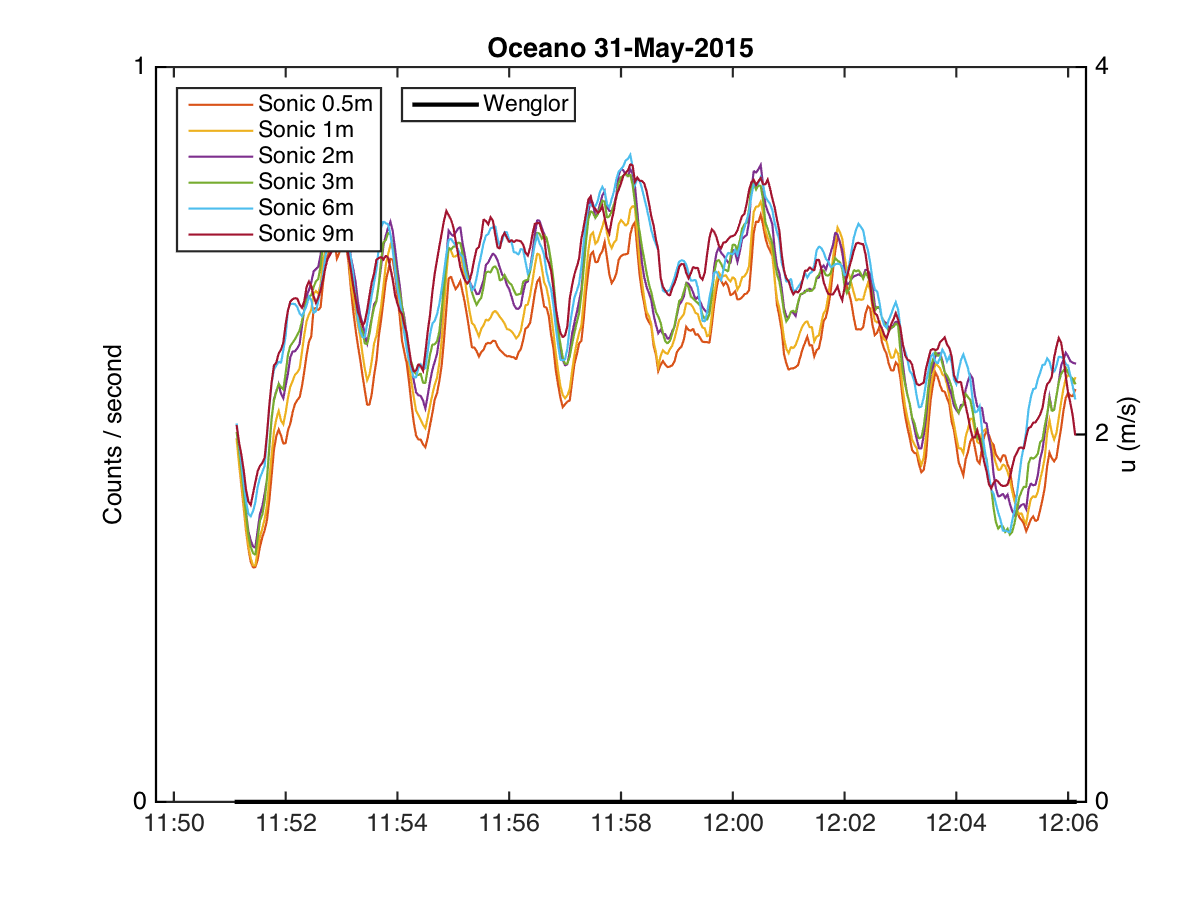 Oceano 31-May-2015
1
4
Sonic 0.5m
Sonic 1m
Sonic 2m
Sonic 3m
Sonic 6m
Sonic 9m
Wenglor
Counts / second
u (m/s)
2
0
0
11:50 11:52 11:54 11:56 11:58 12:00 12:02 12:04 12:06